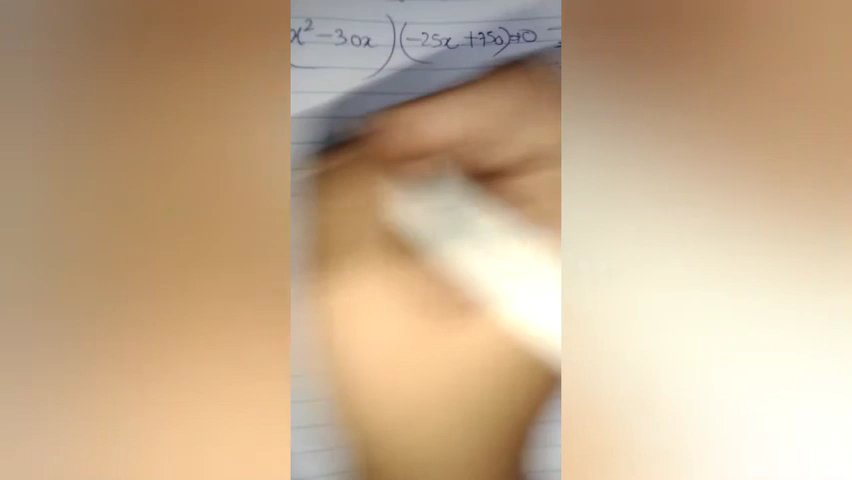 x² - 30x)(-25x + 750) = 0